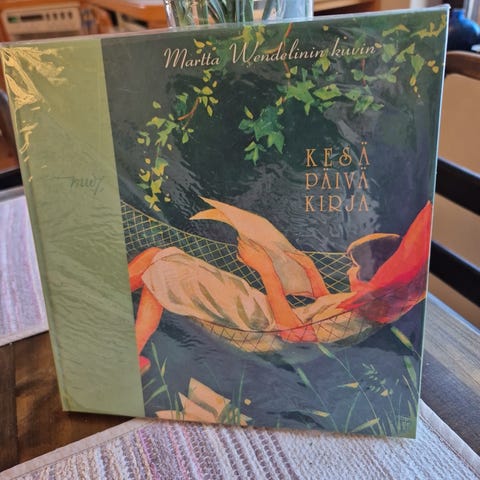 Martta Wendelinin kuvin
KESÄ
PÄIVÄ
KIRJA